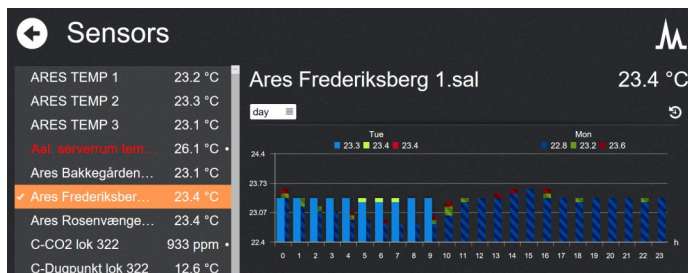 Sensors
ARES TEMP 1 23.2 °C
ARES TEMP 2 23.3 °C
ARES TEMP 3 23.1 °C
Aal. serverrum tem... 26.1 °C •
Ares Bakkegården... 23.1 °C
✓ Ares Frederiksber... 23.4 °C
Ares Rosenvænge... 23.4 °C
C-CO2 lok 322 933 ppm •
C-Dugpunkt lok 322 12.6 °C
Ares Frederiksberg 1.sal 23.4 °C
day
Tue Mon
23.3 23.4 23.4 22.8 23.2 23.6
24.4
23.73
23.07
22.4
h
0 1 2 3 4 5 6 7 8 9 10 11 12 13 14 15 16 17 18 19 20 21 22 23